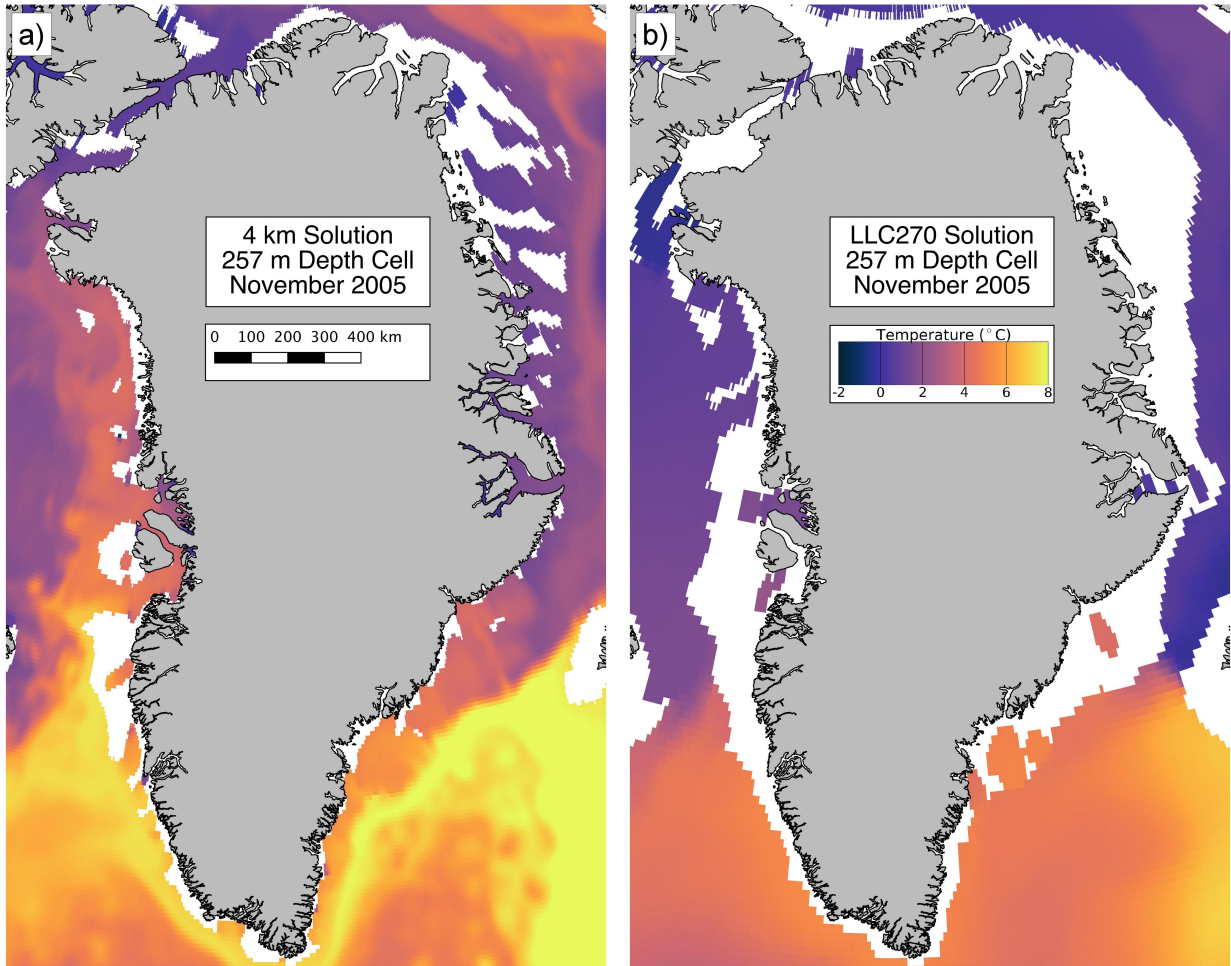 a)
4 km Solution
257 m Depth Cell
November 2005
0 100 200 300 400 km
b)
LLC270 Solution
257 m Depth Cell
November 2005
Temperature (°C)
-2 0 2 4 6 8